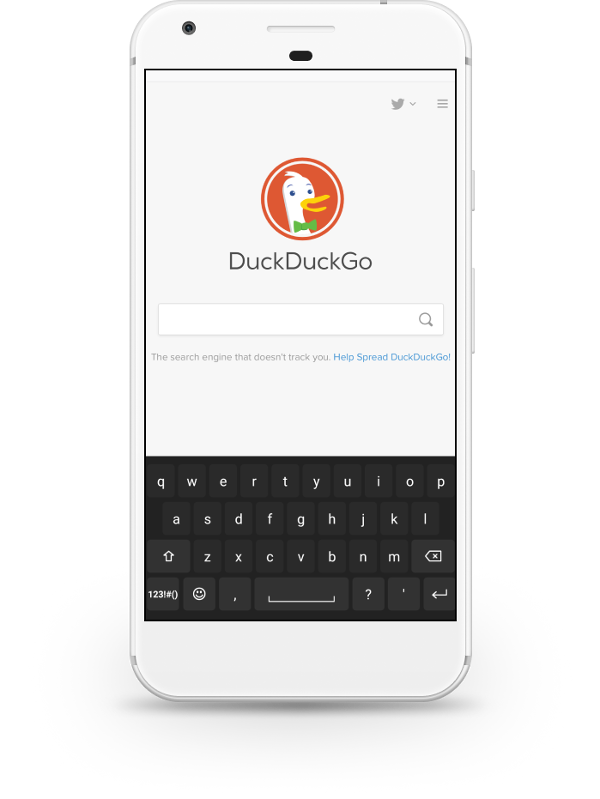 DuckDuckGo
The search engine that doesn't track you. Help Spread DuckDuckGo!
q w e r t y u i o p
a s d f g h j k l
z x c v b n m
123!#() , ? '